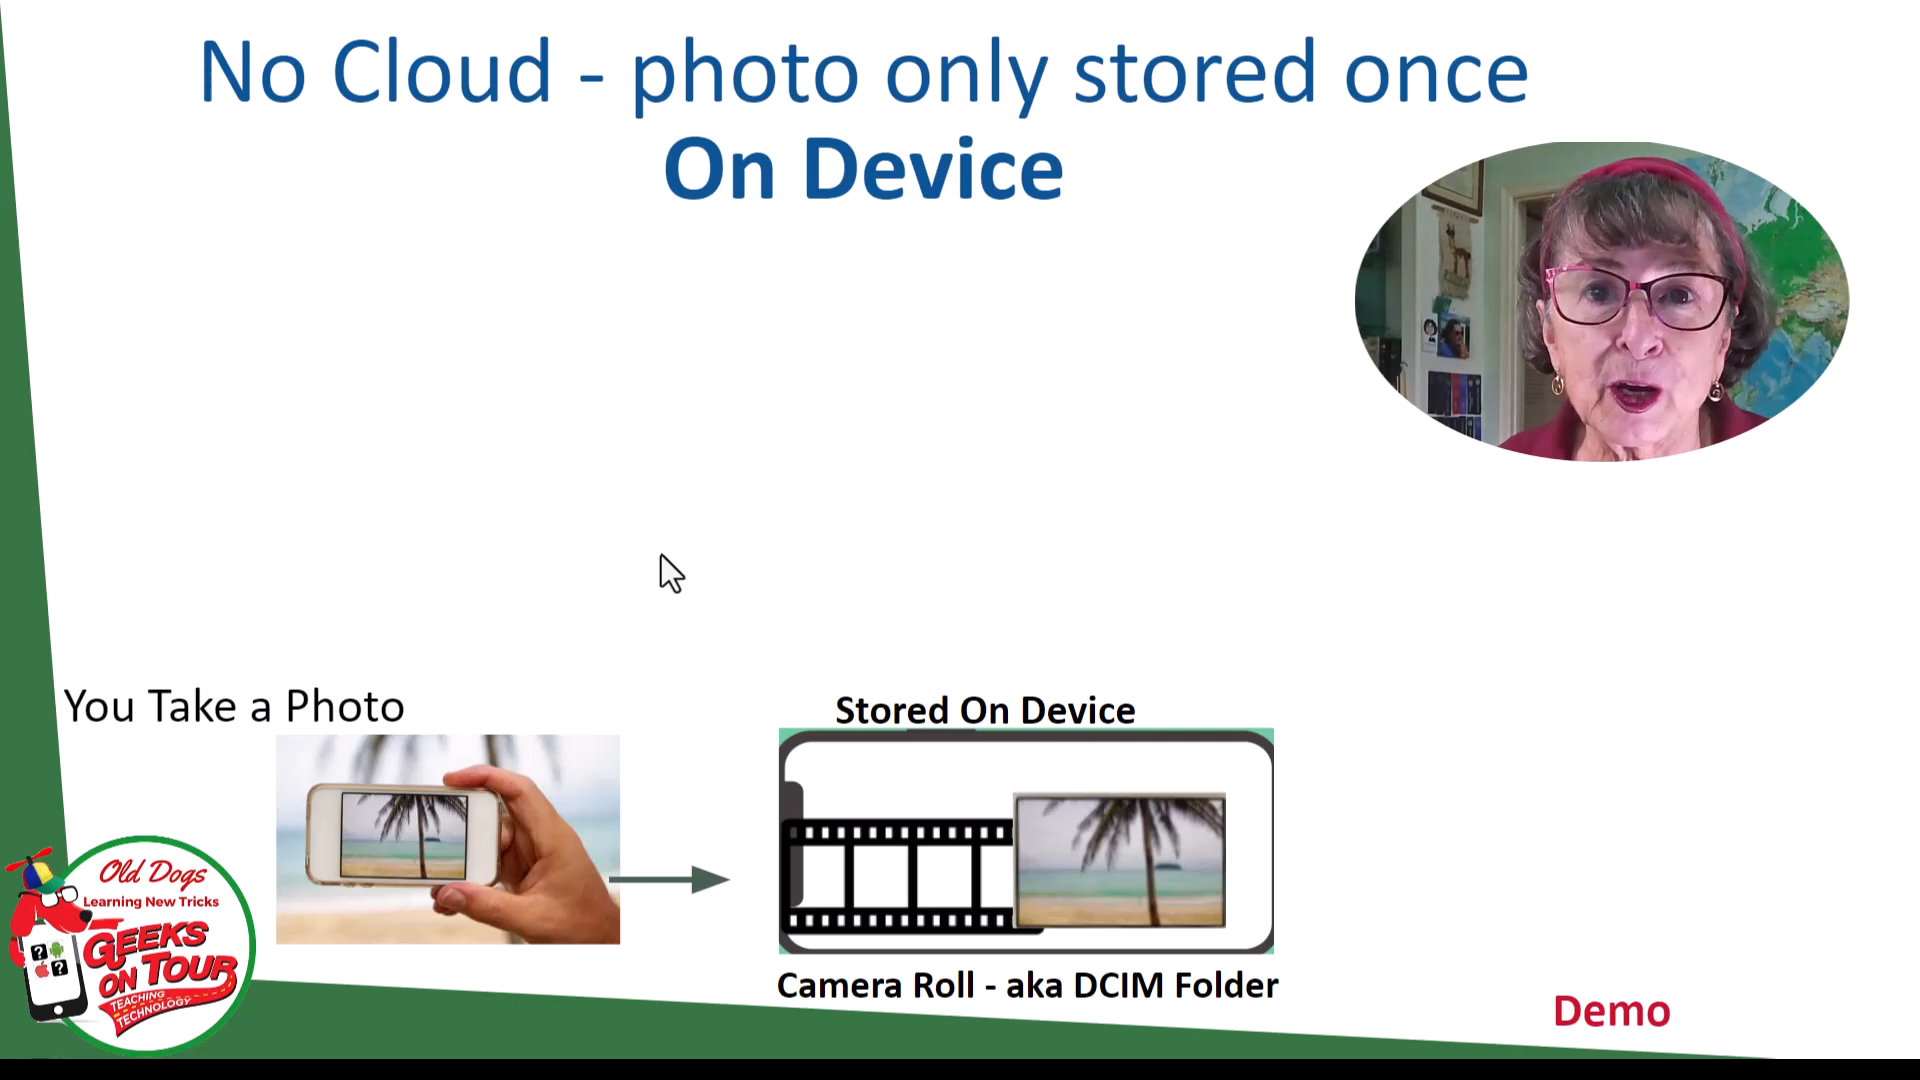 No Cloud - photo only stored once
On Device
You Take a Photo
Stored On Device
Camera Roll - aka DCIM Folder
Demo
Old Dogs
Learning New Tricks
GEEKS
ON TOUR
TEACHING
TECHNOLOGY
? 
?